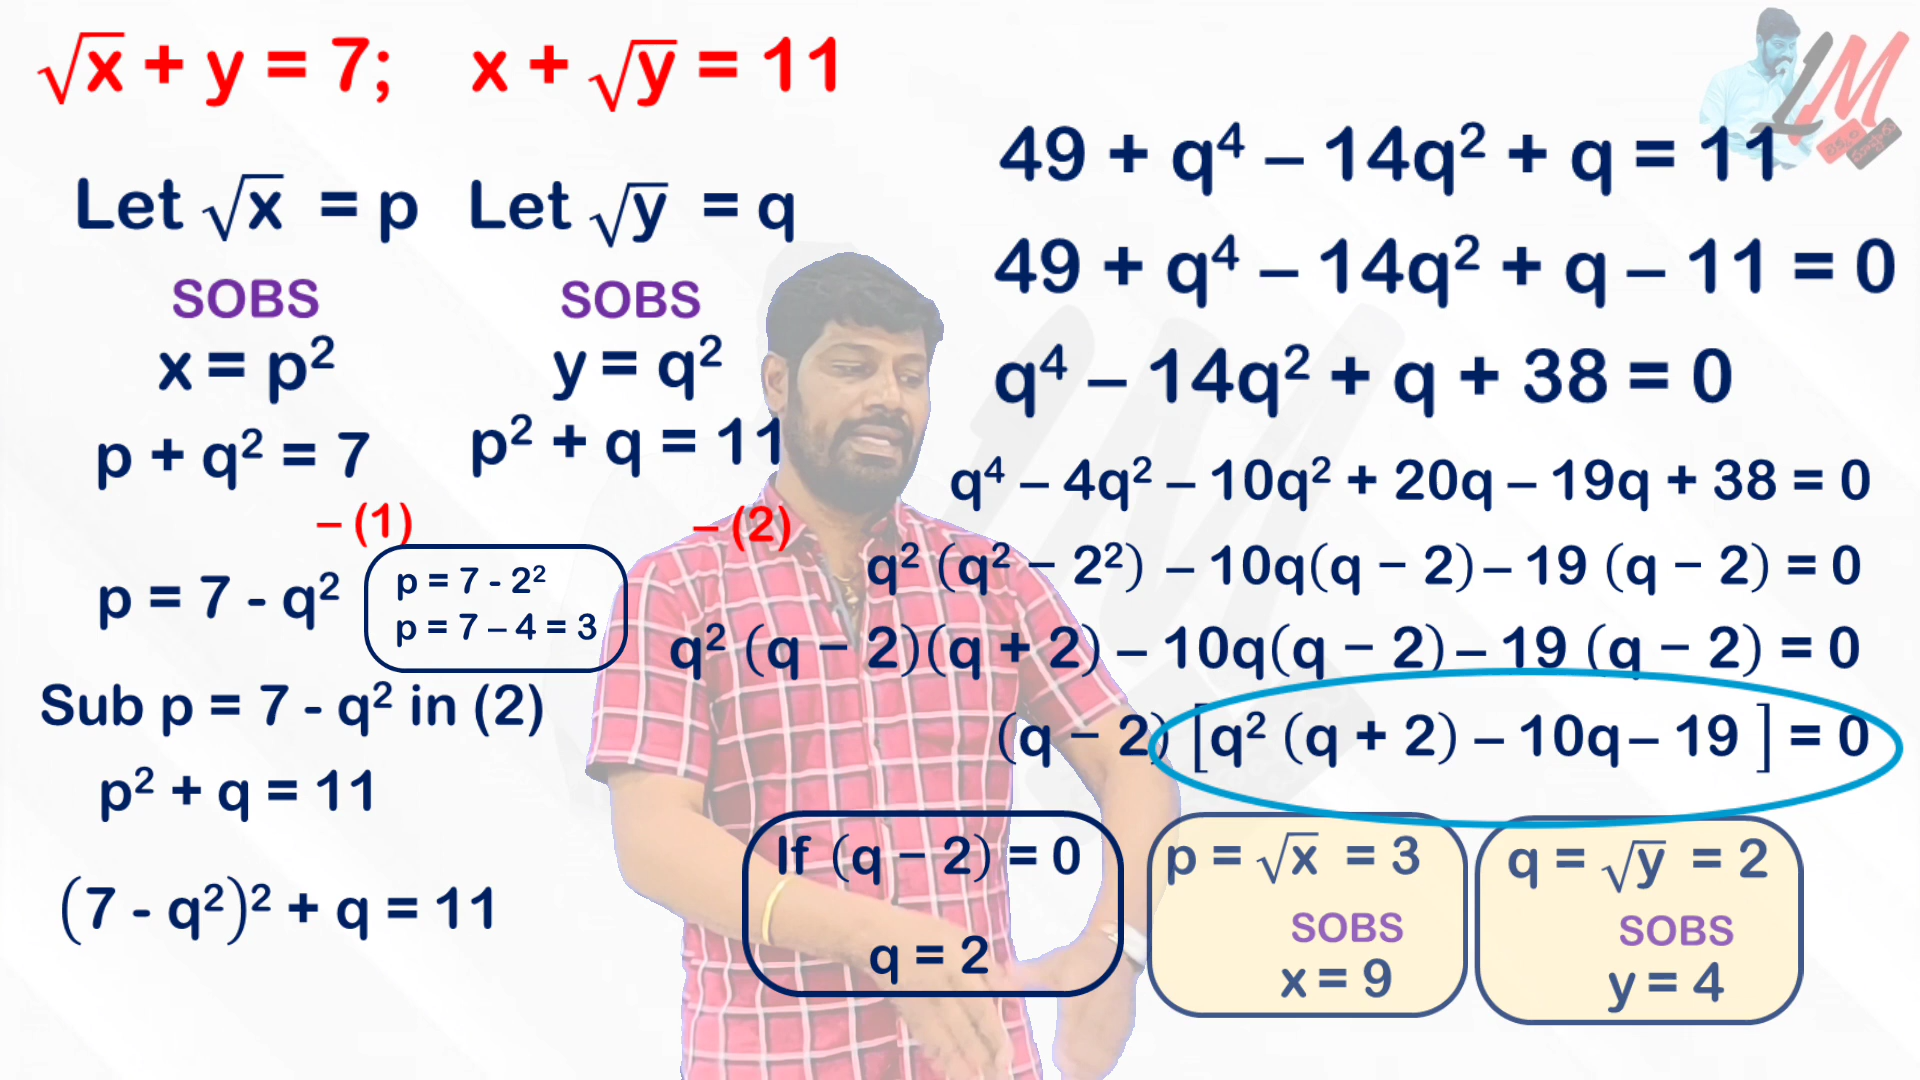 √x + y = 7; x + √y = 11
Let √x = p Let √y = q
SOBS SOBS
x = p² y = q²
p + q² = 7 p² + q = 11
– (1) – (2)
p = 7 - q²
p = 7 - 2²
p = 7 – 4 = 3
Sub p = 7 - q² in (2)
p² + q = 11
(7 - q²)² + q = 11
49 + q⁴ – 14q² + q = 11
49 + q⁴ – 14q² + q – 11 = 0
q⁴ – 14q² + q + 38 = 0
q⁴ – 4q² – 10q² + 20q – 19q + 38 = 0
q² (q² – 2²) – 10q(q – 2) – 19 (q – 2) = 0
q² (q – 2)(q + 2) – 10q(q – 2) – 19 (q – 2) = 0
(q – 2) [q² (q + 2) – 10q – 19 ] = 0
If (q – 2) = 0
q = 2
p = √x = 3
SOBS
x = 9
q = √y = 2
SOBS
y = 4
LM